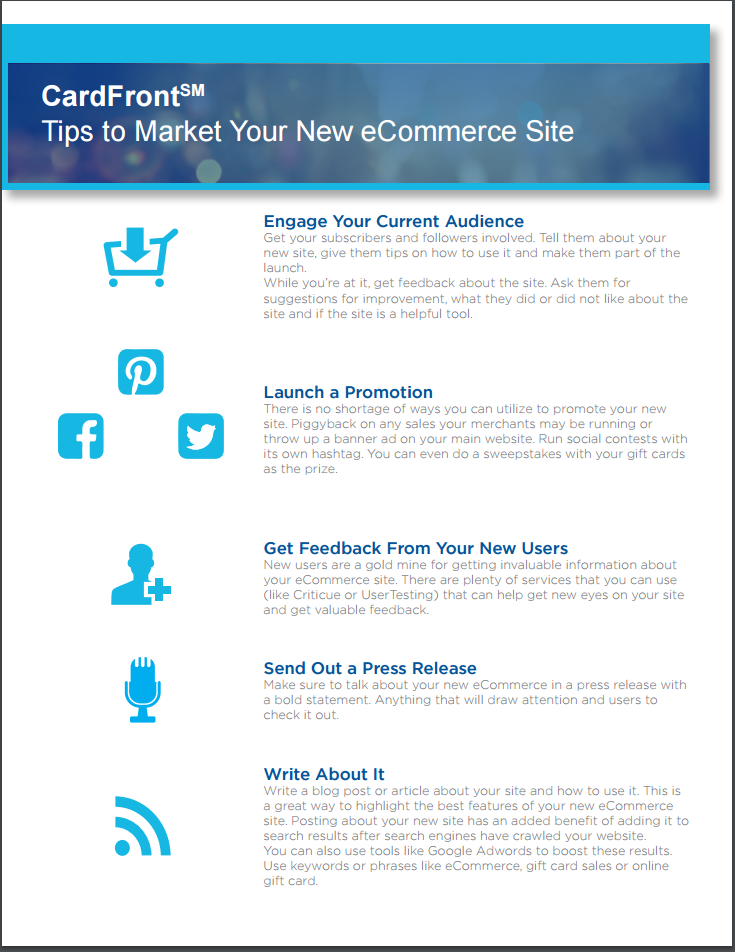 CardFrontSM
Tips to Market Your New eCommerce Site
Engage Your Current Audience
Get your subscribers and followers involved. Tell them about your
new site, give them tips on how to use it and make them part of the
launch.
While you're at it, get feedback about the site. Ask them for
suggestions for improvement, what they did or did not like about the
site and if the site is a helpful tool.
Launch a Promotion
There is no shortage of ways you can utilize to promote your new
site. Piggyback on any sales your merchants may be running or
throw up a banner ad on your main website. Run social contests with
its own hashtag. You can even do a sweepstakes with your gift cards
as the prize.
Get Feedback From Your New Users
New users are a gold mine for getting invaluable information about
your eCommerce site. There are plenty of services that you can use
(like Criticue or UserTesting) that can help get new eyes on your site
and get valuable feedback.
Send Out a Press Release
Make sure to talk about your new eCommerce in a press release with
a bold statement. Anything that will draw attention and users to
check it out.
Write About It
Write a blog post or article about your site and how to use it. This is
a great way to highlight the best features of your new eCommerce
site. Posting about your new site has an added benefit of adding it to
search results after search engines have crawled your website.
You can also use tools like Google Adwords to boost these results.
Use keywords or phrases like eCommerce, gift card sales or online
gift card.